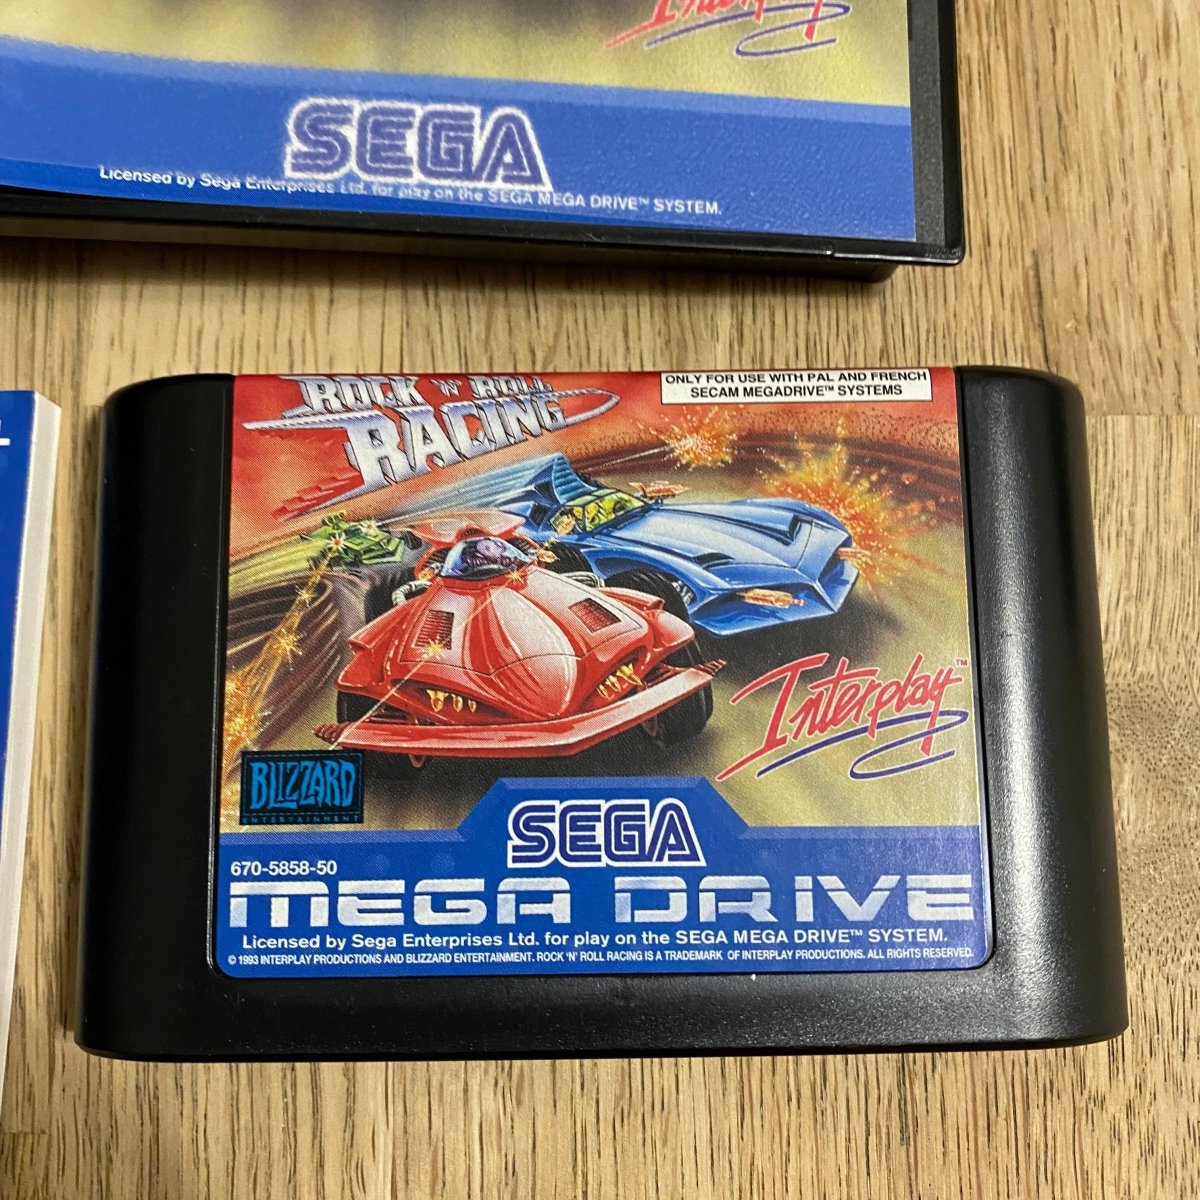 Interplay
SEGA
Licensed by Sega Enterprises Ltd. for play on the SEGA MEGA DRIVE™ SYSTEM.
ROCK 'N' ROLL
RACING
ONLY FOR USE WITH PAL AND FRENCH
SECAM MEGADRIVE™ SYSTEMS
Interplay™
BLIZZARD
ENTERTAINMENT
SEGA
670-5858-50
MEGA DRIVE
Licensed by Sega Enterprises Ltd. for play on the SEGA MEGA DRIVE™ SYSTEM.
© 1993 INTERPLAY PRODUCTIONS AND BLIZZARD ENTERTAINMENT. ROCK 'N' ROLL RACING IS A TRADEMARK OF INTERPLAY PRODUCTIONS. ALL RIGHTS RESERVED.